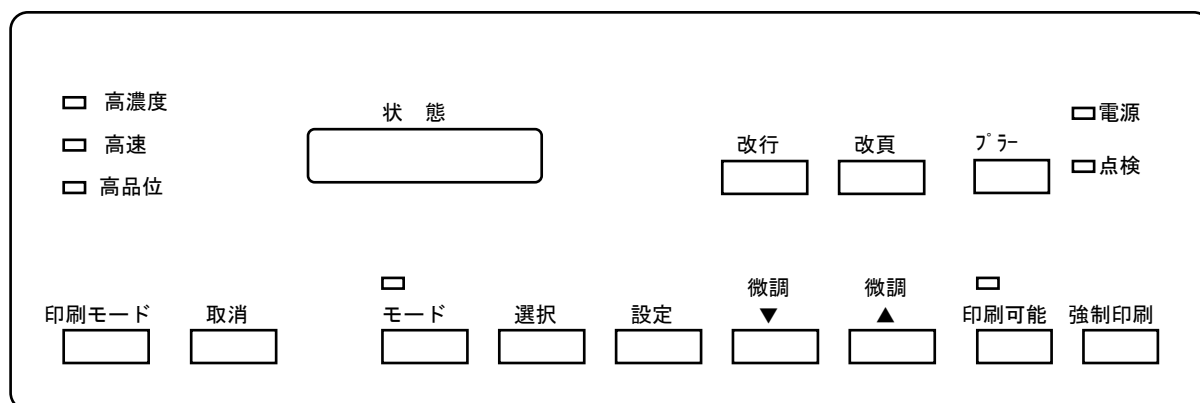 高濃度
高速
高品位
状 態
改行
改頁
プラー
電源
点検
印刷モード
取消
モード
選択
設定
微調
▼
微調
▲
印刷可能
強制印刷